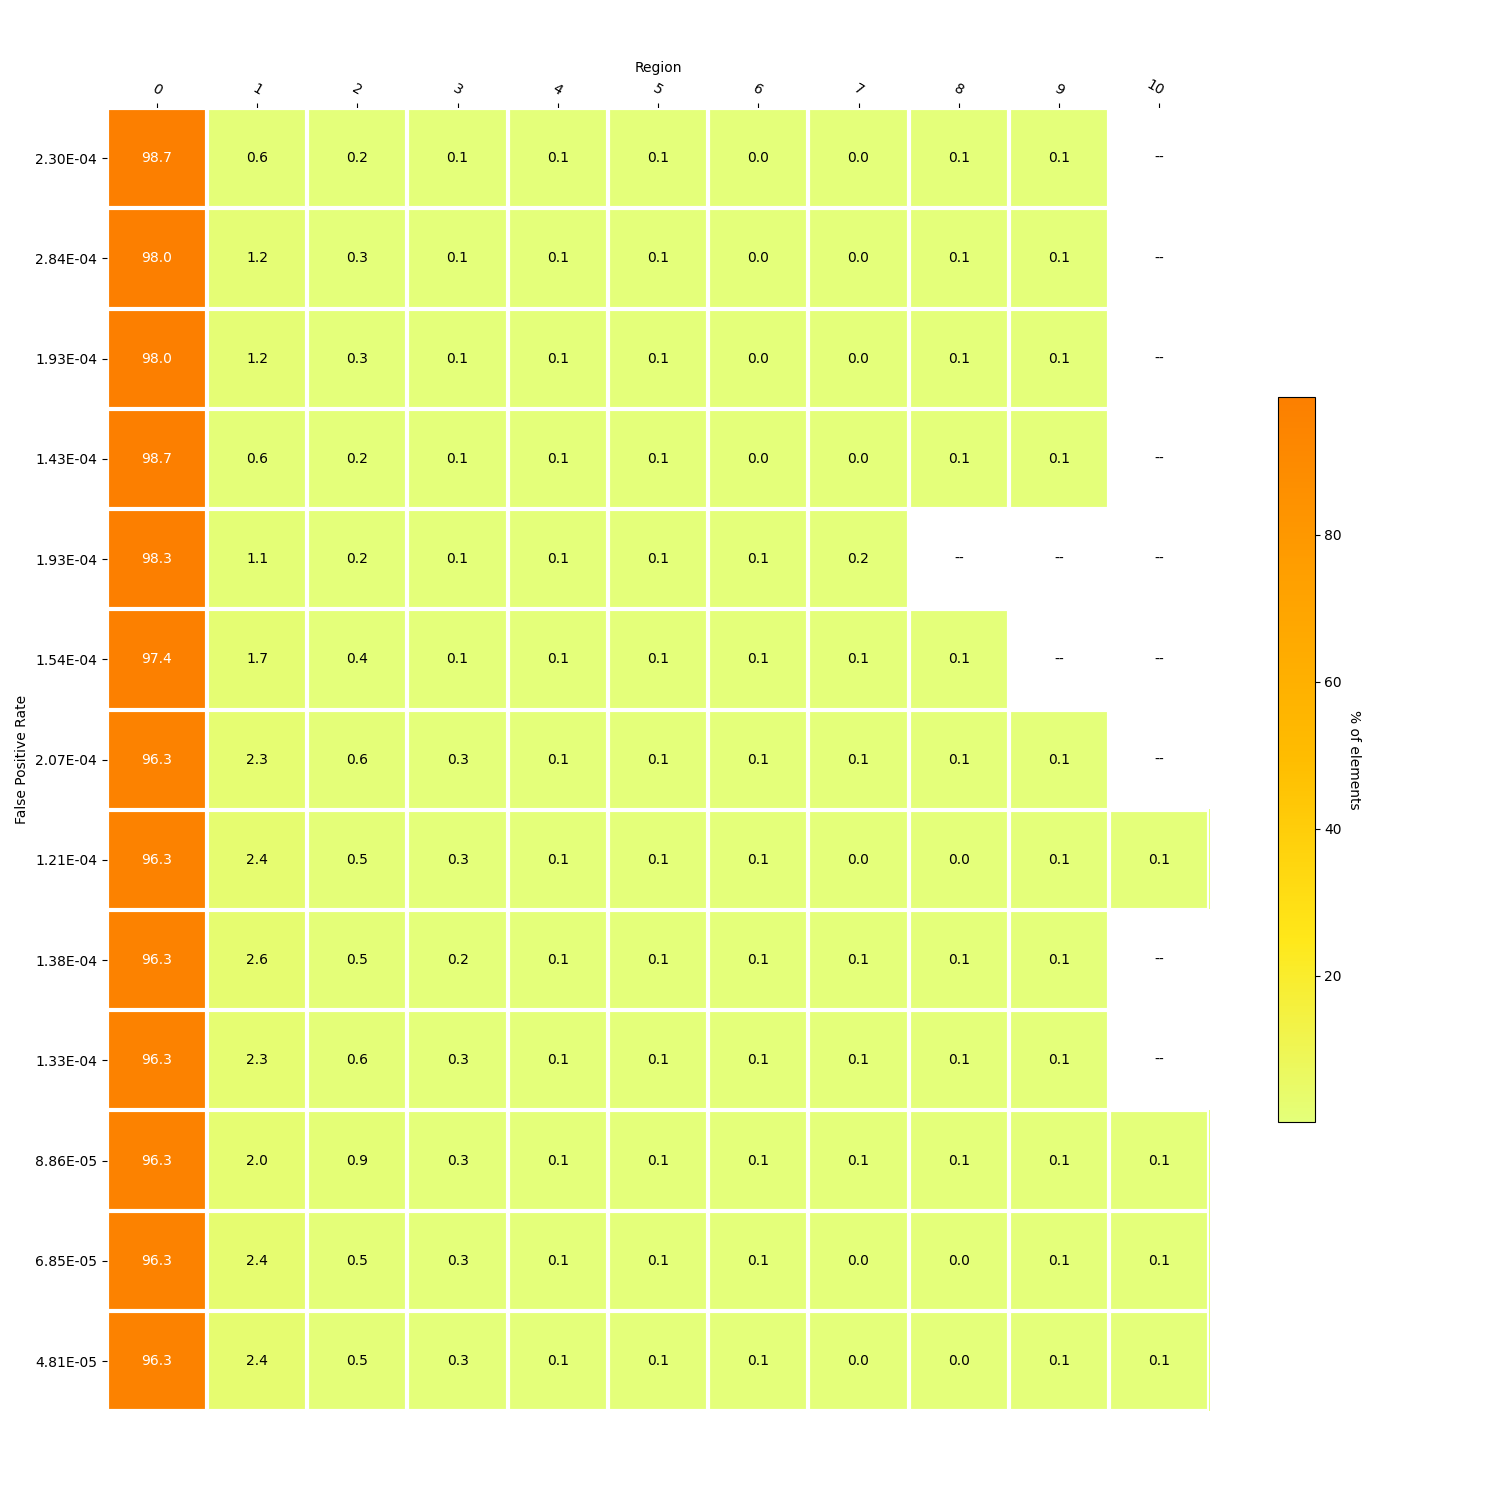 Region
0 1 2 3 4 5 6 7 8 9 10
2.30E-04 98.7 0.6 0.2 0.1 0.1 0.1 0.0 0.0 0.1 0.1 --
2.84E-04 98.0 1.2 0.3 0.1 0.1 0.1 0.0 0.0 0.1 0.1 --
1.93E-04 98.0 1.2 0.3 0.1 0.1 0.1 0.0 0.0 0.1 0.1 --
1.43E-04 98.7 0.6 0.2 0.1 0.1 0.1 0.0 0.0 0.1 0.1 --
1.93E-04 98.3 1.1 0.2 0.1 0.1 0.1 0.1 0.2 -- -- --
1.54E-04 97.4 1.7 0.4 0.1 0.1 0.1 0.1 0.1 0.1 -- --
2.07E-04 96.3 2.3 0.6 0.3 0.1 0.1 0.1 0.1 0.1 0.1 --
1.21E-04 96.3 2.4 0.5 0.3 0.1 0.1 0.1 0.0 0.0 0.1 0.1
1.38E-04 96.3 2.6 0.5 0.2 0.1 0.1 0.1 0.1 0.1 0.1 --
1.33E-04 96.3 2.3 0.6 0.3 0.1 0.1 0.1 0.1 0.1 0.1 --
8.86E-05 96.3 2.0 0.9 0.3 0.1 0.1 0.1 0.1 0.1 0.1 0.1
6.85E-05 96.3 2.4 0.5 0.3 0.1 0.1 0.1 0.0 0.0 0.1 0.1
4.81E-05 96.3 2.4 0.5 0.3 0.1 0.1 0.1 0.0 0.0 0.1 0.1
False Positive Rate
80
60
40
20
% of elements